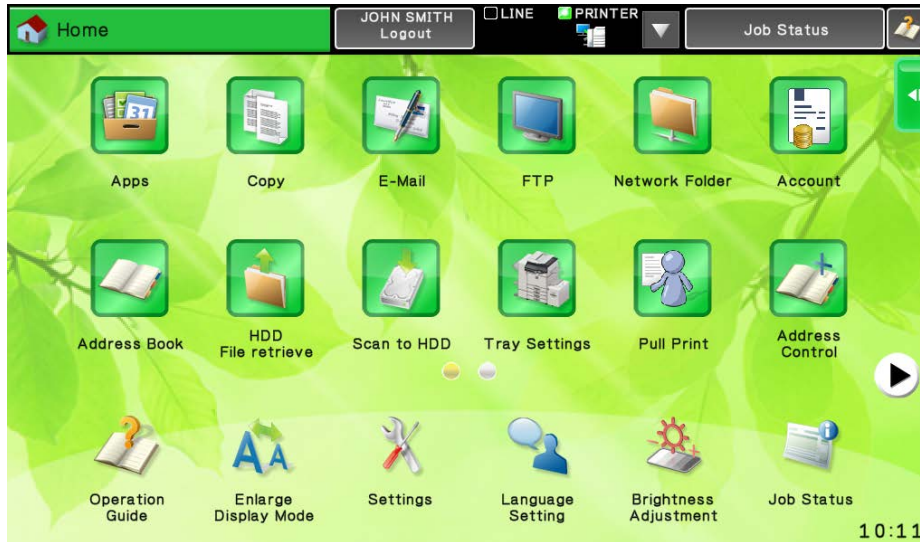 Home
JOHN SMITH
Logout
LINE
PRINTER
Job Status
31
Apps
Copy
E-Mail
FTP
Network Folder
Account
Address Book
HDD
File retrieve
Scan to HDD
Tray Settings
Pull Print
Address
Control
Operation
Guide
A A
Enlarge
Display Mode
Settings
Language
Setting
Brightness
Adjustment
Job Status
10:11